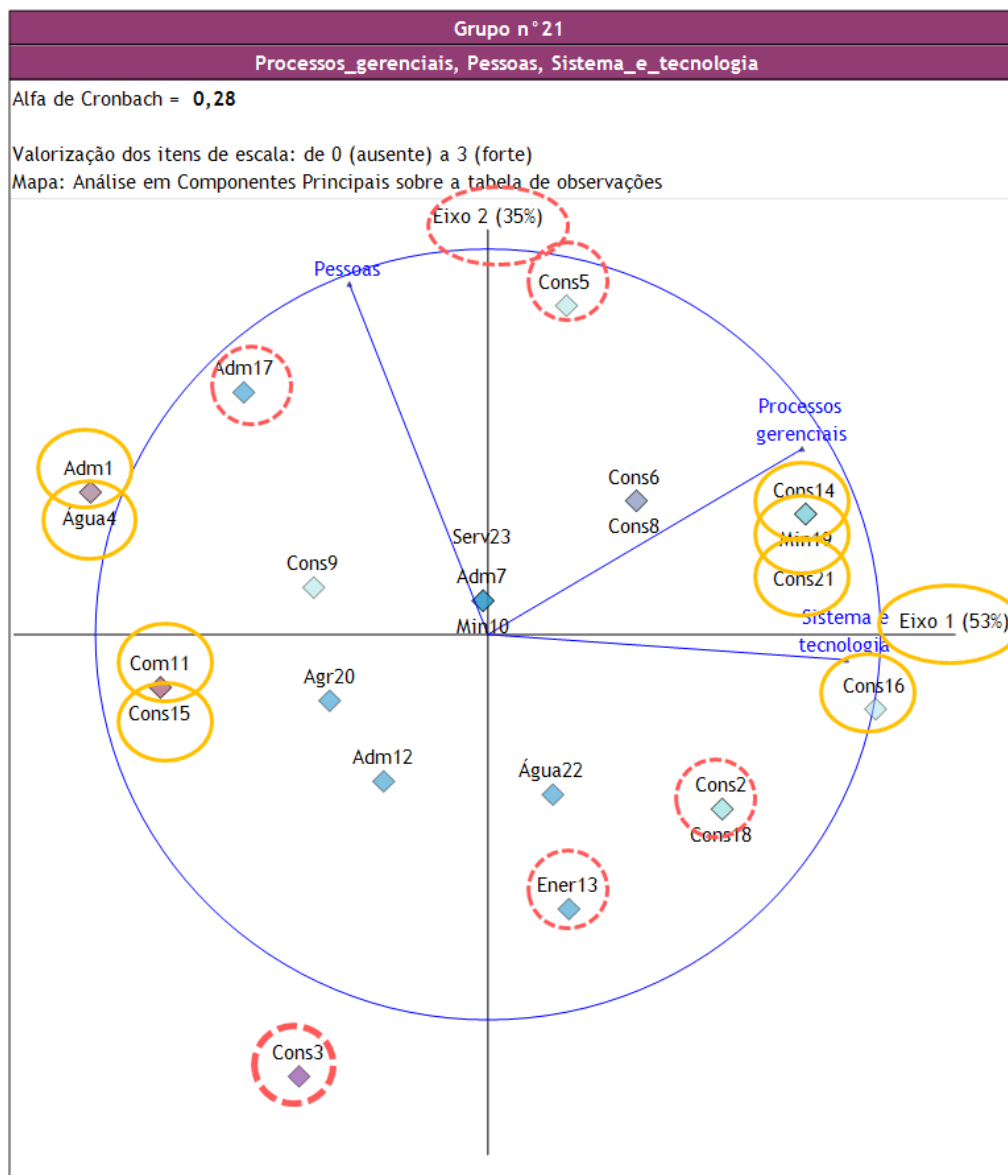 Grupo n°21
Processos_gerenciais, Pessoas, Sistema_e_tecnologia
Alfa de Cronbach = 0,28
Valorização dos itens de escala: de 0 (ausente) a 3 (forte)
Mapa: Análise em Componentes Principais sobre a tabela de observações
Eixo 2 (35%)
Pessoas
Cons5
Adm17
Processos
gerenciais
Adm1
Cons6
Cons14
Água4
Cons8
Serv23
Min19
Cons9
Adm7
Cons21
Min10
Sistema e
tecnologia
Eixo 1 (53%)
Com11
Agr20
Cons16
Cons15
Adm12
Água22
Cons2
Cons18
Ener13
Cons3